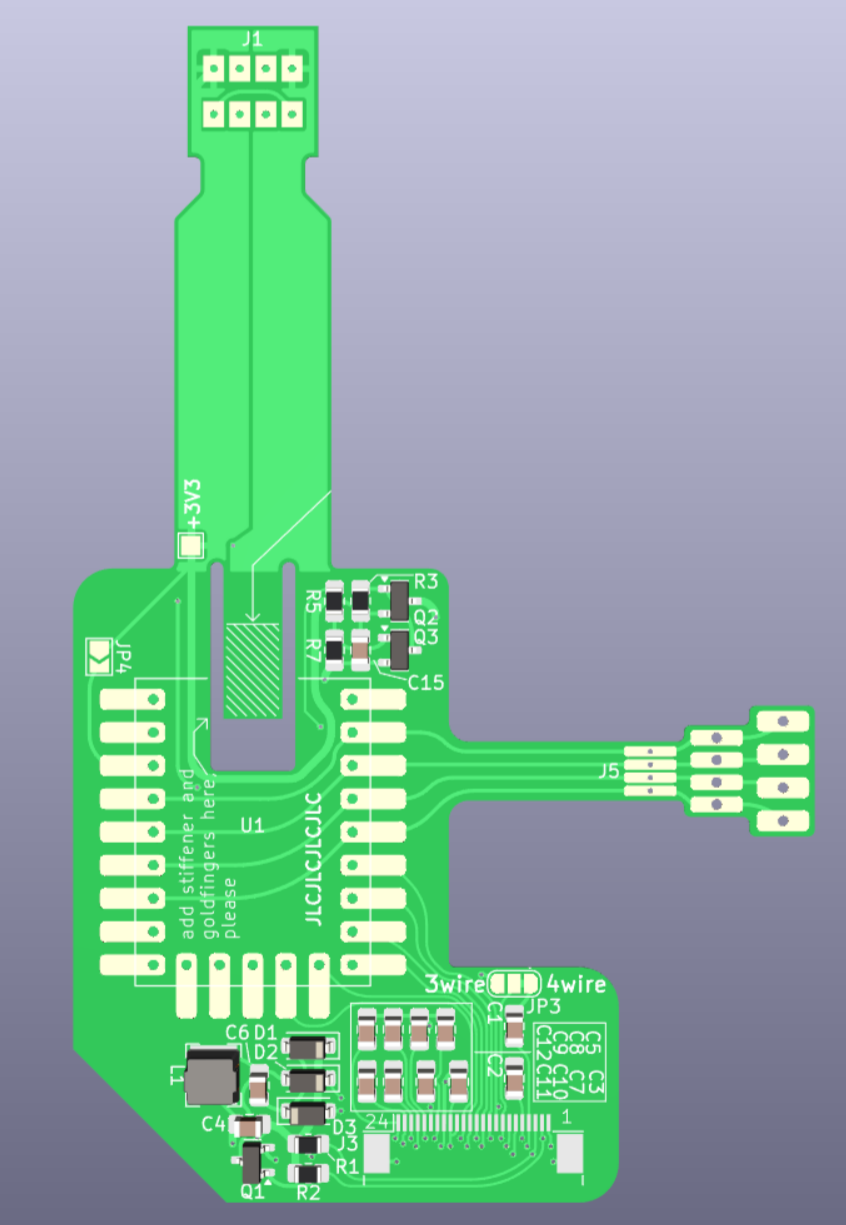 J1
+3V3
R3
R5
Q2
Q3
R7
JP4
C15
J5
U1
add stiffener and
goldfingers here,
please
JLCJLCJLCJLC
3wire
4wire
JP3
C1
C6
D1
D2
C12
C9
C8
C5
C2
C11
C10
C7
C3
L1
C4
D3
24
1
J3
R1
Q1
R2